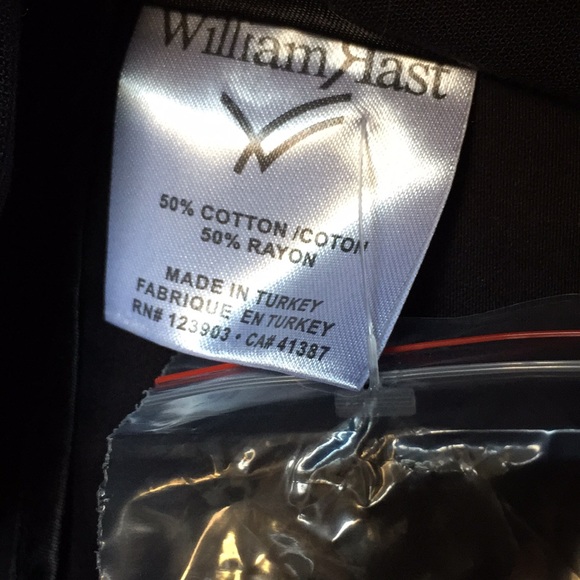 William Rast
50% COTTON /COTON
50% RAYON
MADE IN TURKEY
FABRIQUE EN TURKEY
RN# 123903 • CA# 41387